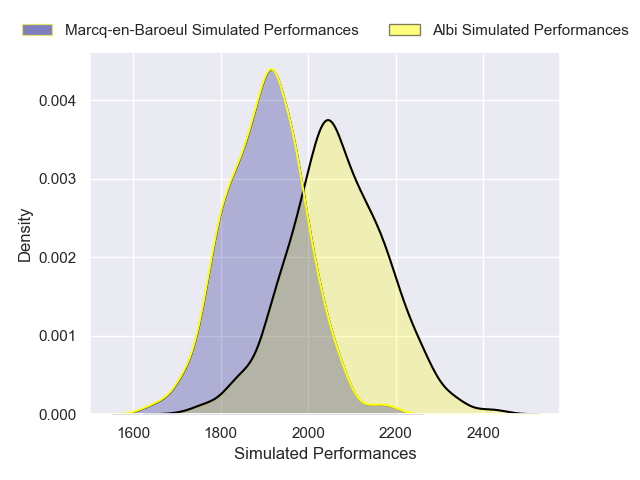 Marcq-en-Baroeul Simulated Performances Albi Simulated Performances
0.004
0.003
0.002
0.001
0.000
Density
1600 1800 2000 2200 2400
Simulated Performances